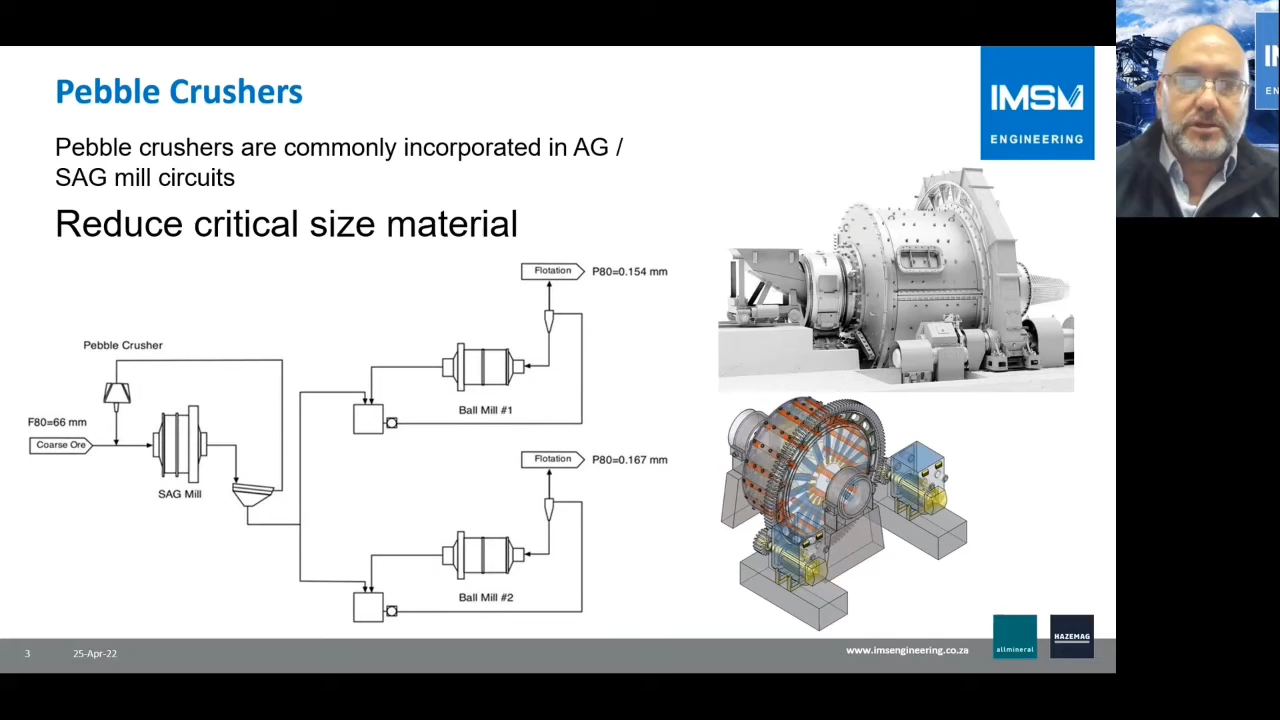 Pebble Crushers
Pebble crushers are commonly incorporated in AG /
SAG mill circuits
Reduce critical size material
IMS
ENGINEERING
Flotation
P80=0.154 mm
Pebble Crusher
Ball Mill #1
F80=66 mm
Coarse Ore
SAG Mill
Flotation
P80=0.167 mm
Ball Mill #2
3
25-Apr-22
www.imsengineering.co.za
allmineral
HAZEMAG